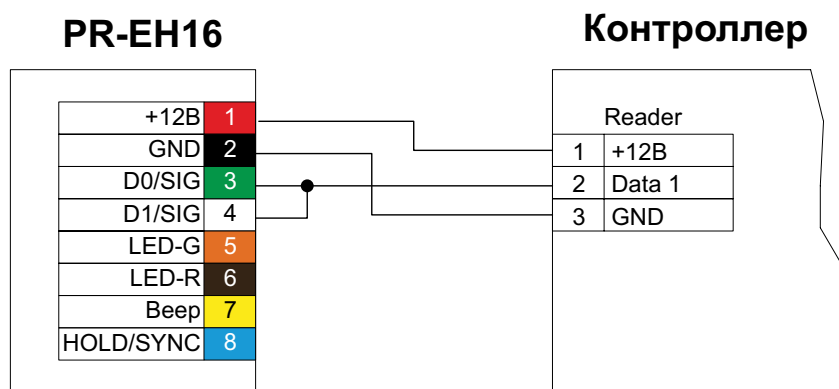 PR-EH16
Контроллер
+12В 1
GND 2
D0/SIG 3
D1/SIG 4
LED-G 5
LED-R 6
Beep 7
HOLD/SYNC 8
Reader
1 +12В
2 Data 1
3 GND